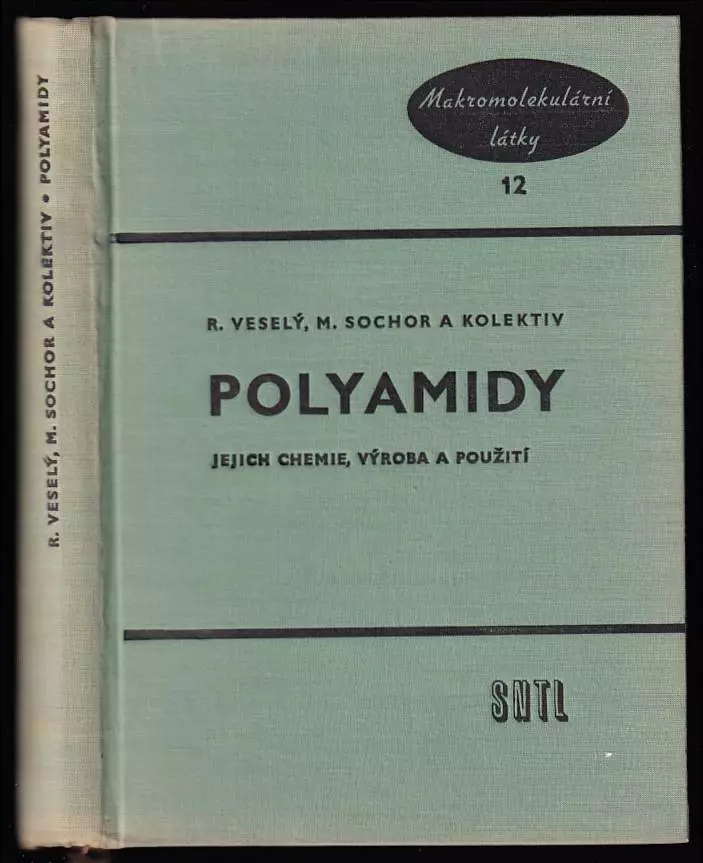 R. VESELÝ, M. SOCHOR A KOLEKTIV • POLYAMIDY
Makromolekulární
látky
12
R. VESELÝ, M. SOCHOR A KOLEKTIV
POLYAMIDY
JEJICH CHEMIE, VÝROBA A POUŽITÍ
SNTL